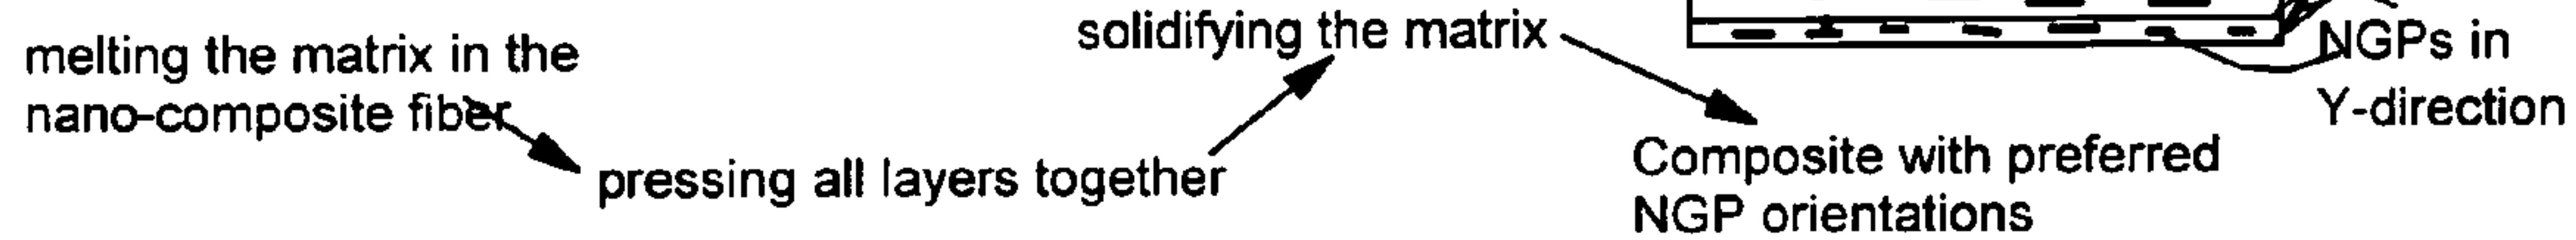 melting the matrix in the
nano-composite fiber
pressing all layers together
solidifying the matrix
Composite with preferred
NGP orientations
NGPs in
Y-direction